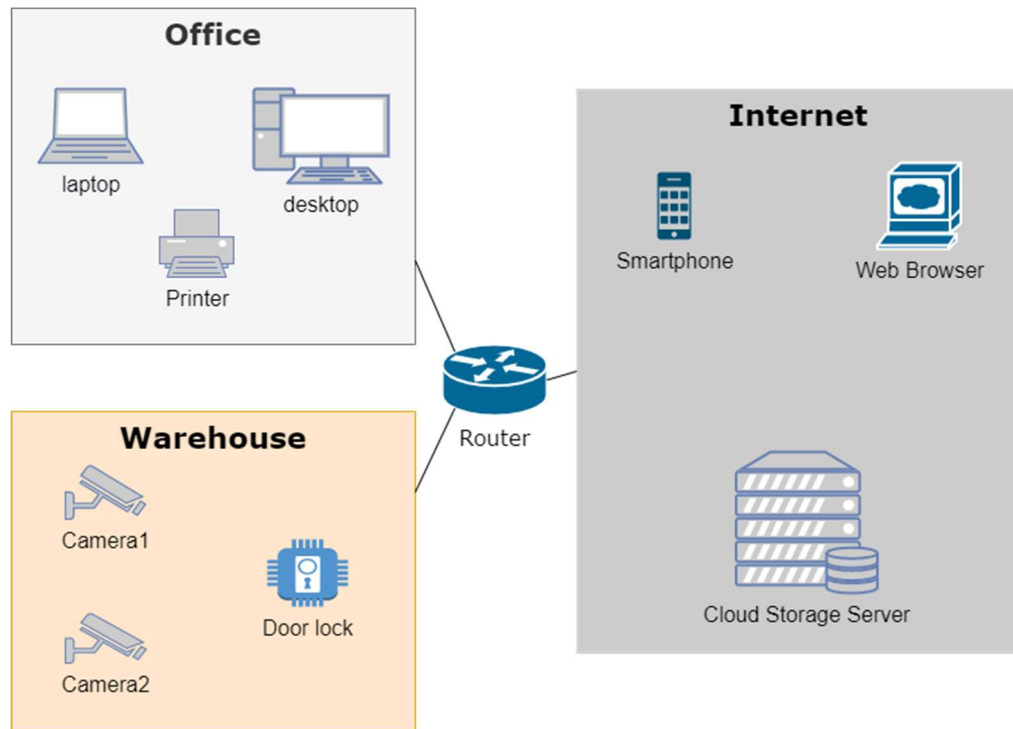 Office
laptop
desktop
Printer
Internet
Smartphone
Web Browser
Router
Warehouse
Camera1
Door lock
Camera2
Cloud Storage Server